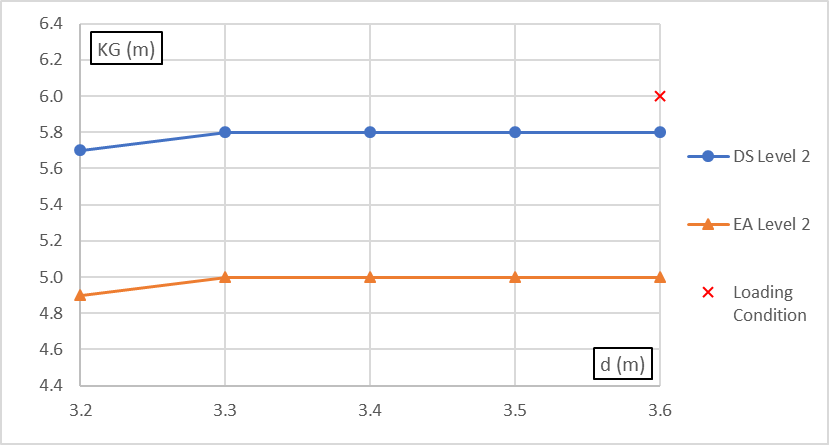 6.4
KG (m)
6.2
6.0
5.8
5.6
5.4
5.2
5.0
4.8
4.6
4.4
d (m)
3.2 3.3 3.4 3.5 3.6
DS Level 2
EA Level 2
Loading
Condition